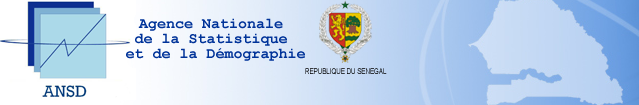 Agence Nationale
de la Statistique
et de la Démographie
ANSD
REPUBLIQUE DU SENEGAL